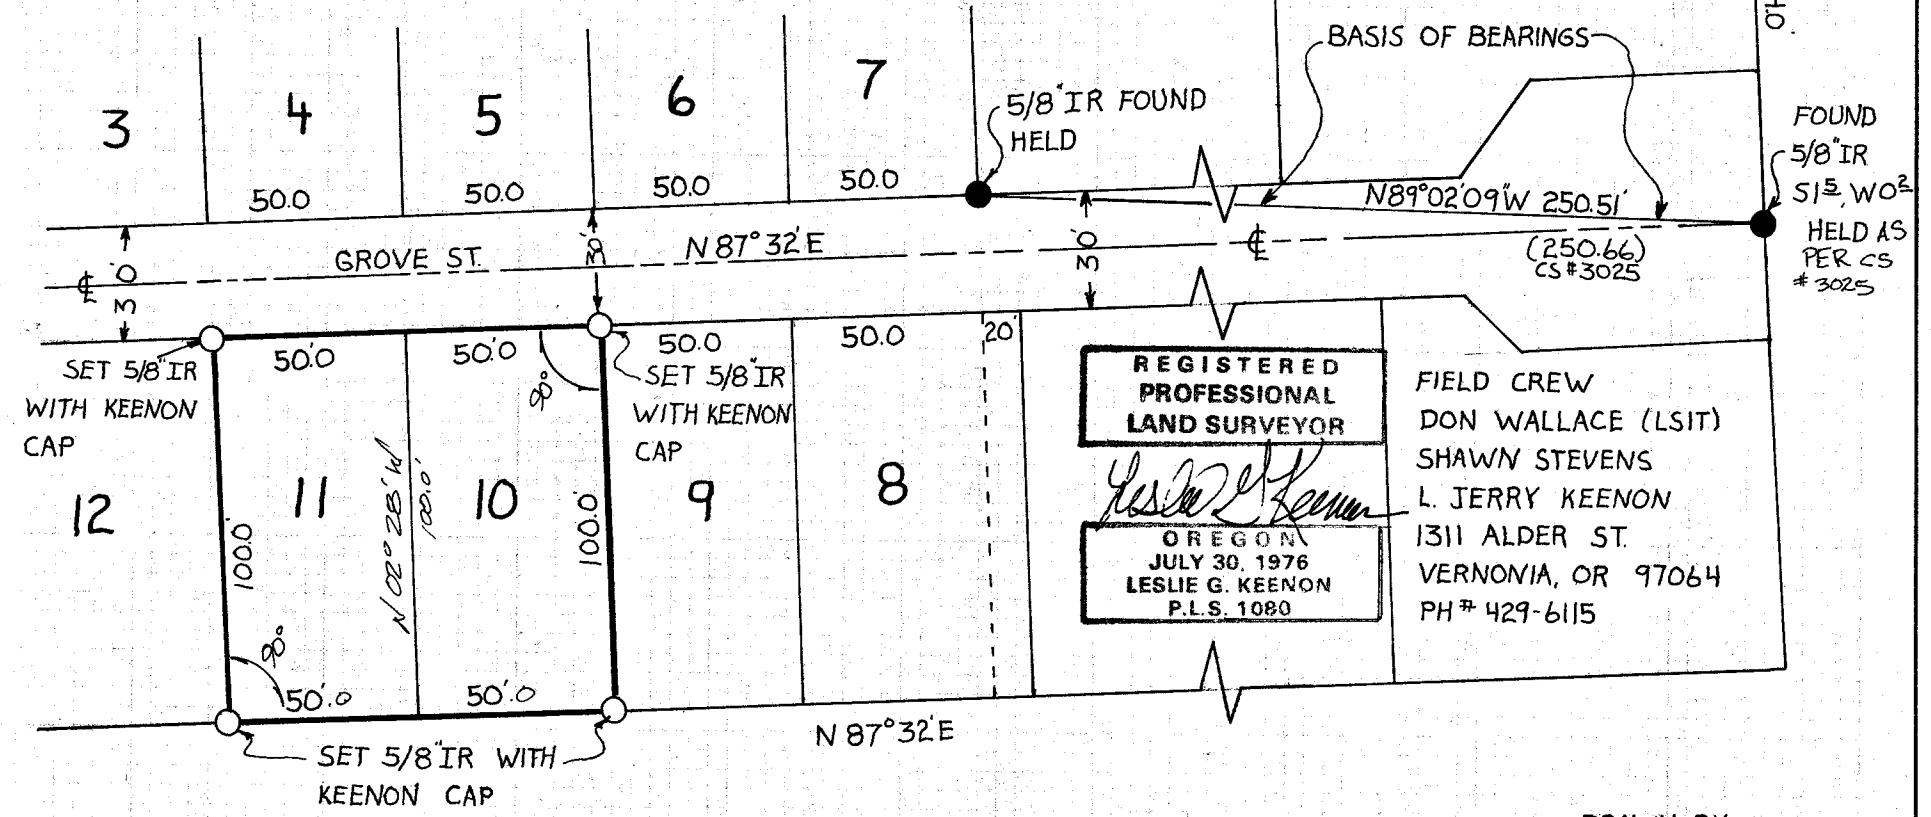 BASIS OF BEARINGS
3
4
5
6
7
5/8"IR FOUND
HELD
FOUND
5/8"IR
S1⁵, W0²
HELD AS
PER CS
#3025
50.0
50.0
50.0
50.0
N89°02'09"W 250.51'
(250.66)
CS#3025
℄
30'
GROVE ST.
30'
N 87°32'E
30'
℄
SET 5/8"IR
WITH KEENON
CAP
50'.0
50'.0
90°
50.0
50.0
20'
SET 5/8"IR
WITH KEENON
CAP
12
11
10
9
8
100.0'
N 02° 28' W
100.0'
100.0'
90°
50'.0
50'.0
N 87°32'E
SET 5/8"IR WITH
KEENON CAP
REGISTERED
PROFESSIONAL
LAND SURVEYOR
Leslie G Keenon
OREGON
JULY 30, 1976
LESLIE G. KEENON
P.L.S. 1080
FIELD CREW
DON WALLACE (LSIT)
SHAWN STEVENS
L. JERRY KEENON
1311 ALDER ST.
VERNONIA, OR 97064
PH# 429-6115